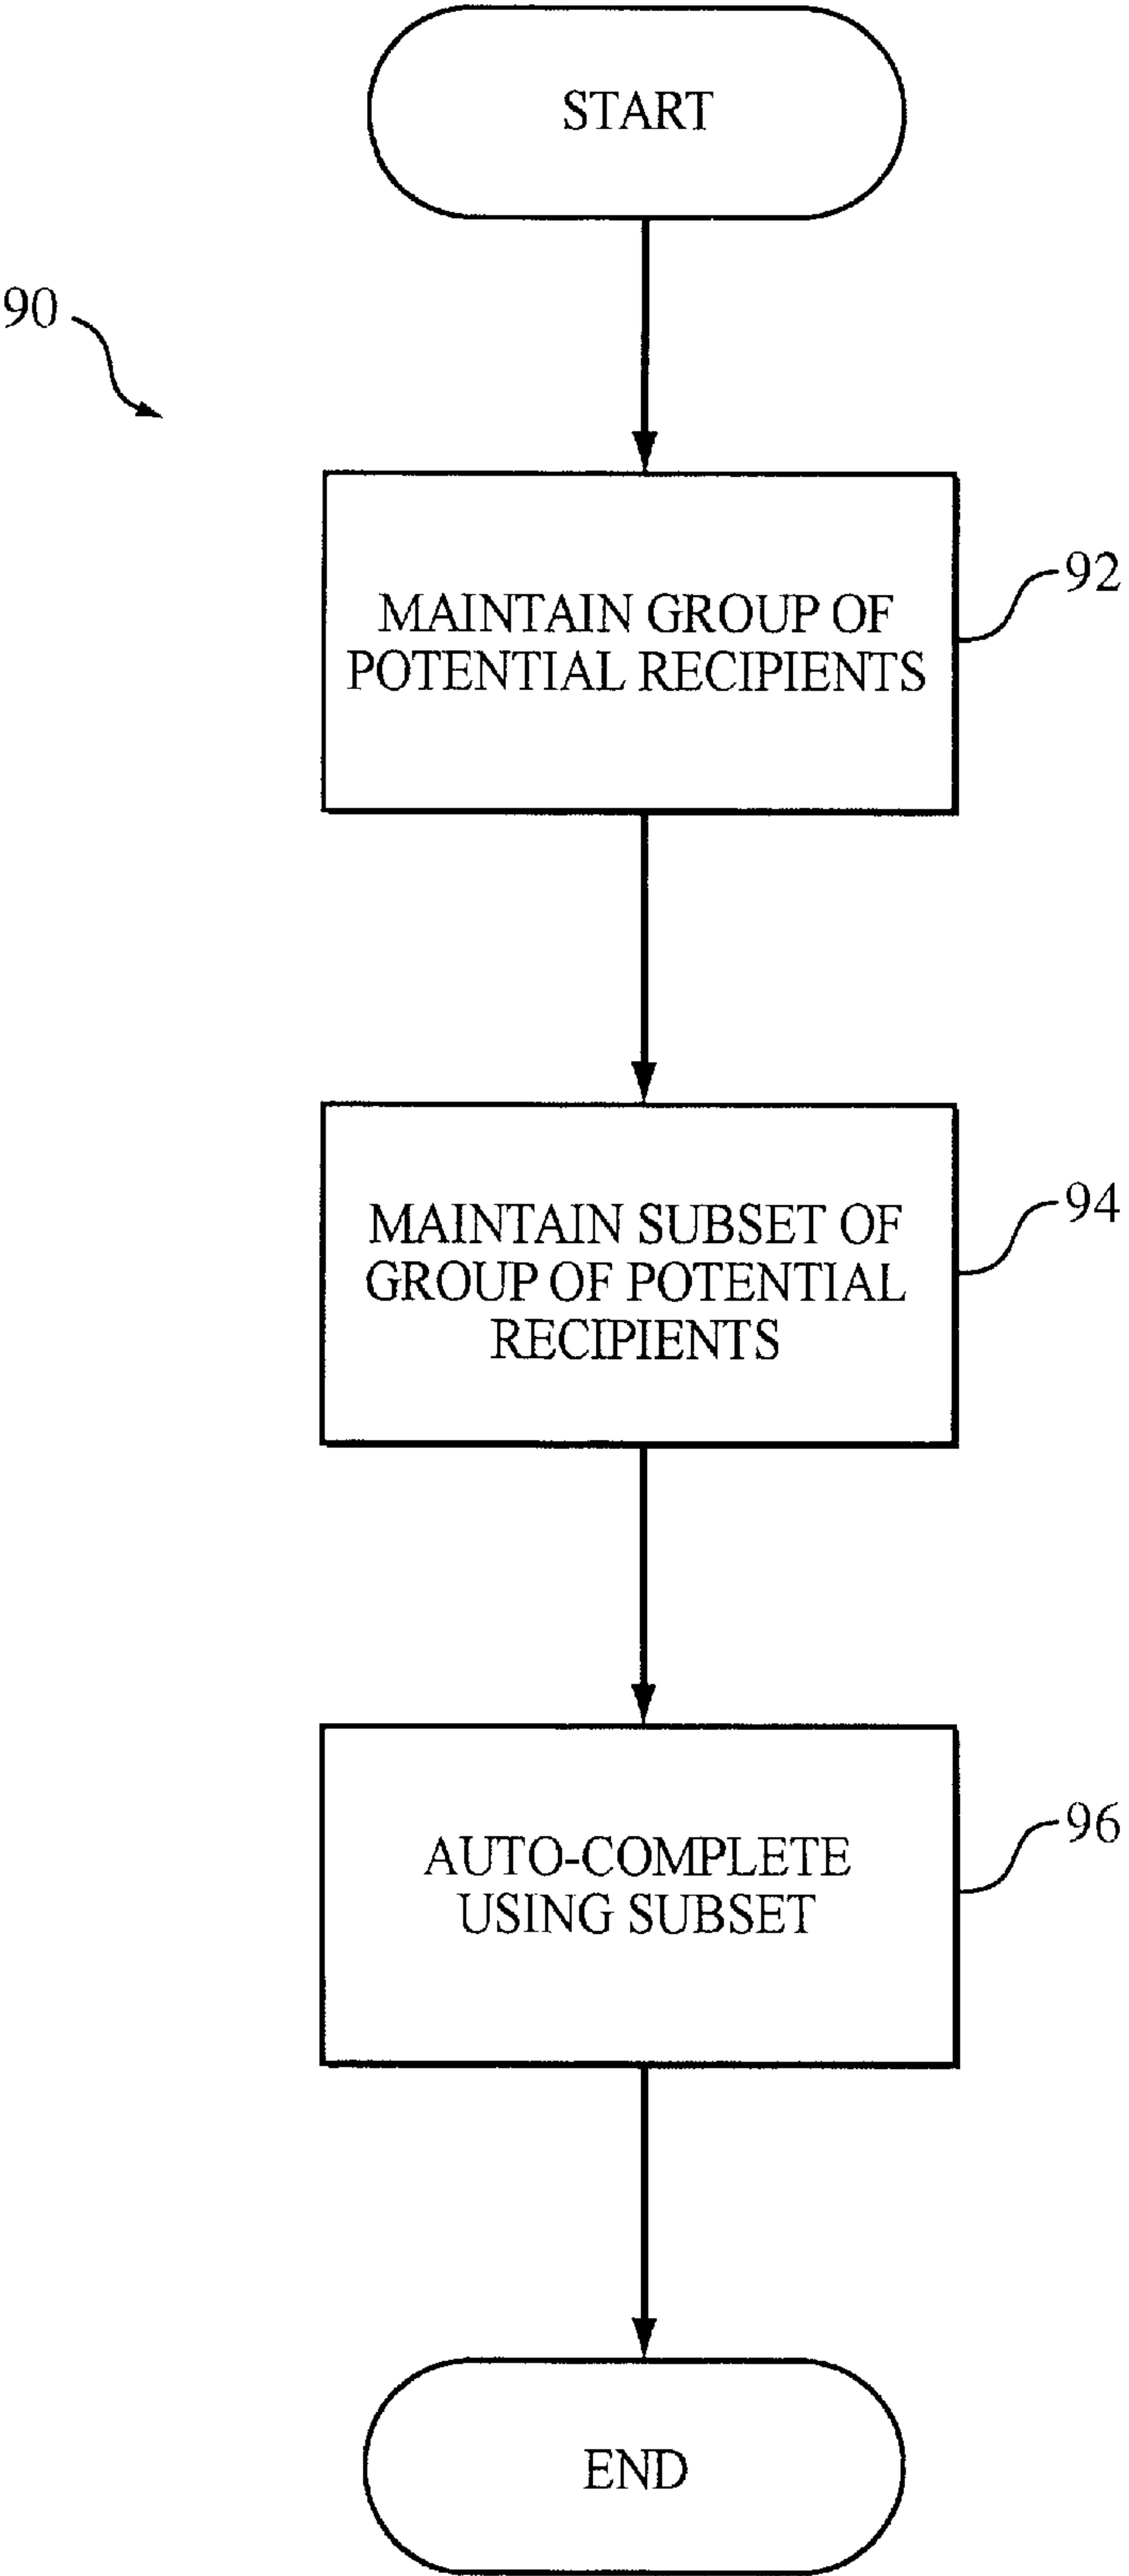 START
90
MAINTAIN GROUP OF
POTENTIAL RECIPIENTS
92
MAINTAIN SUBSET OF
GROUP OF POTENTIAL
RECIPIENTS
94
AUTO-COMPLETE
USING SUBSET
96
END